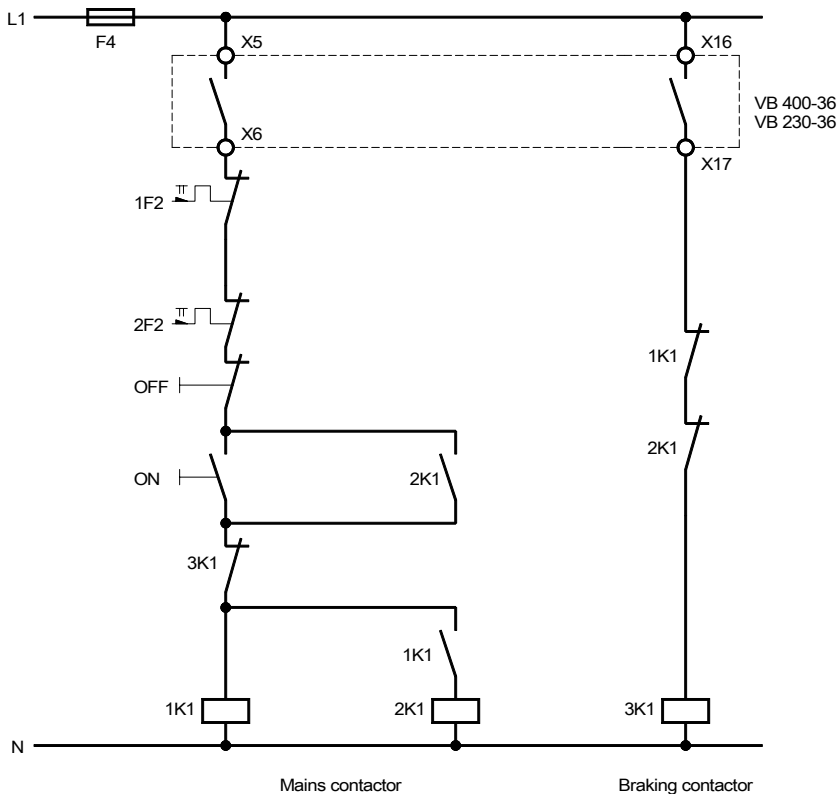 L1
F4
X5
X16
VB 400-36
VB 230-36
X6
X17
1F2
2F2
1K1
OFF
2K1
ON
2K1
3K1
1K1
1K1
2K1
3K1
N
Mains contactor
Braking contactor